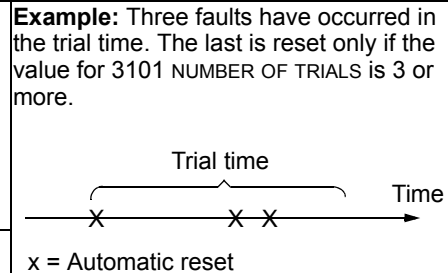 Example: Three faults have occurred in
the trial time. The last is reset only if the
value for 3101 NUMBER OF TRIALS is 3 or
more.
Trial time
Time
x x x
x = Automatic reset